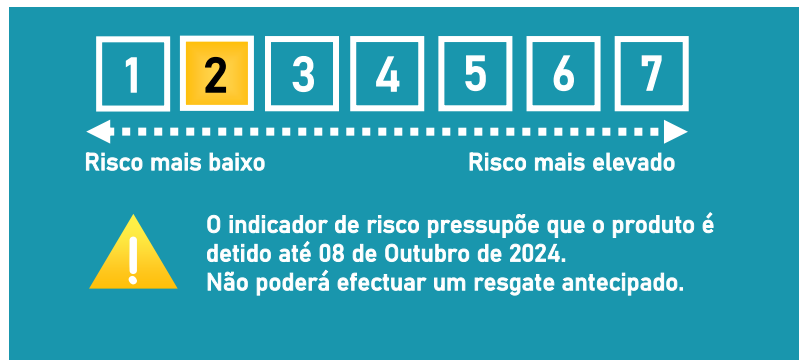 1 2 3 4 5 6 7
Risco mais baixo Risco mais elevado
O indicador de risco pressupõe que o produto é
detido até 08 de Outubro de 2024.
Não poderá efectuar um resgate antecipado.